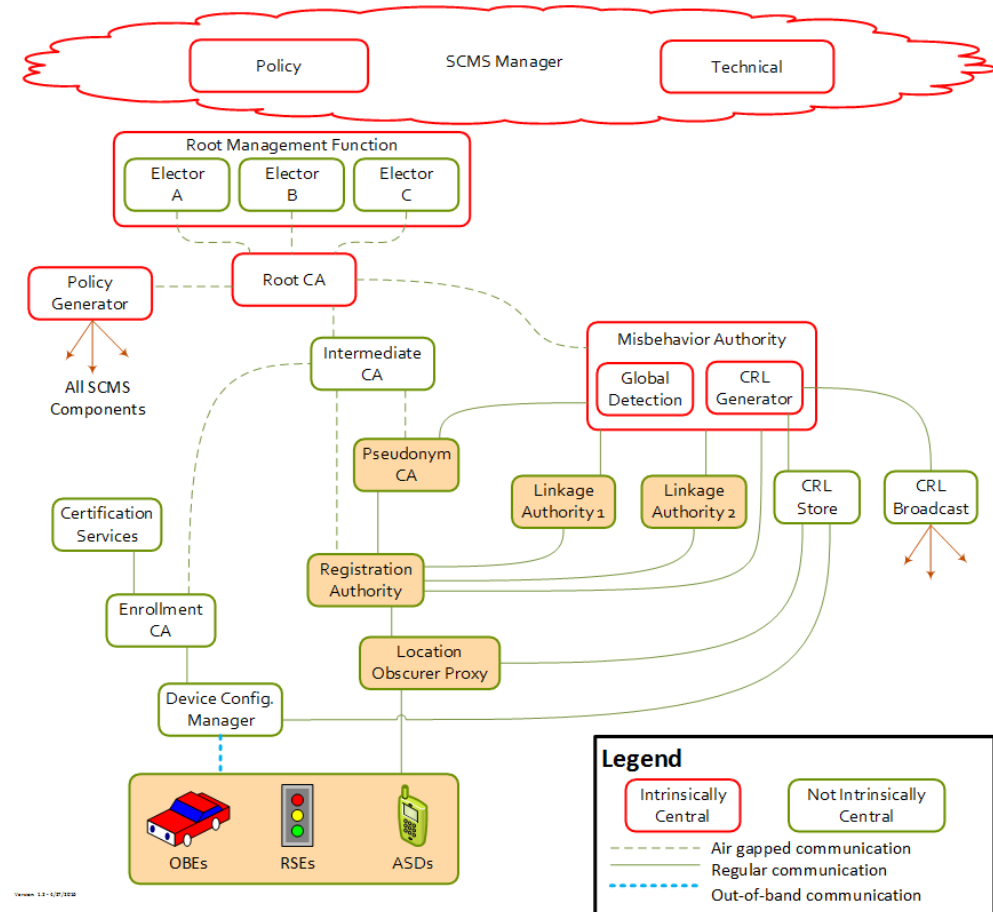 Policy
SCMS Manager
Technical
Root Management Function
Elector
A
Elector
B
Elector
C
Policy
Generator
Root CA
All SCMS
Components
Intermediate
CA
Misbehavior Authority
Global
Detection
CRL
Generator
Pseudonym
CA
Linkage
Authority 1
Linkage
Authority 2
CRL
Store
CRL
Broadcast
Certification
Services
Registration
Authority
Enrollment
CA
Location
Obscurer Proxy
Device Config.
Manager
OBEs
RSEs
ASDs
Legend
Intrinsically
Central
Not Intrinsically
Central
Air gapped communication
Regular communication
Out-of-band communication